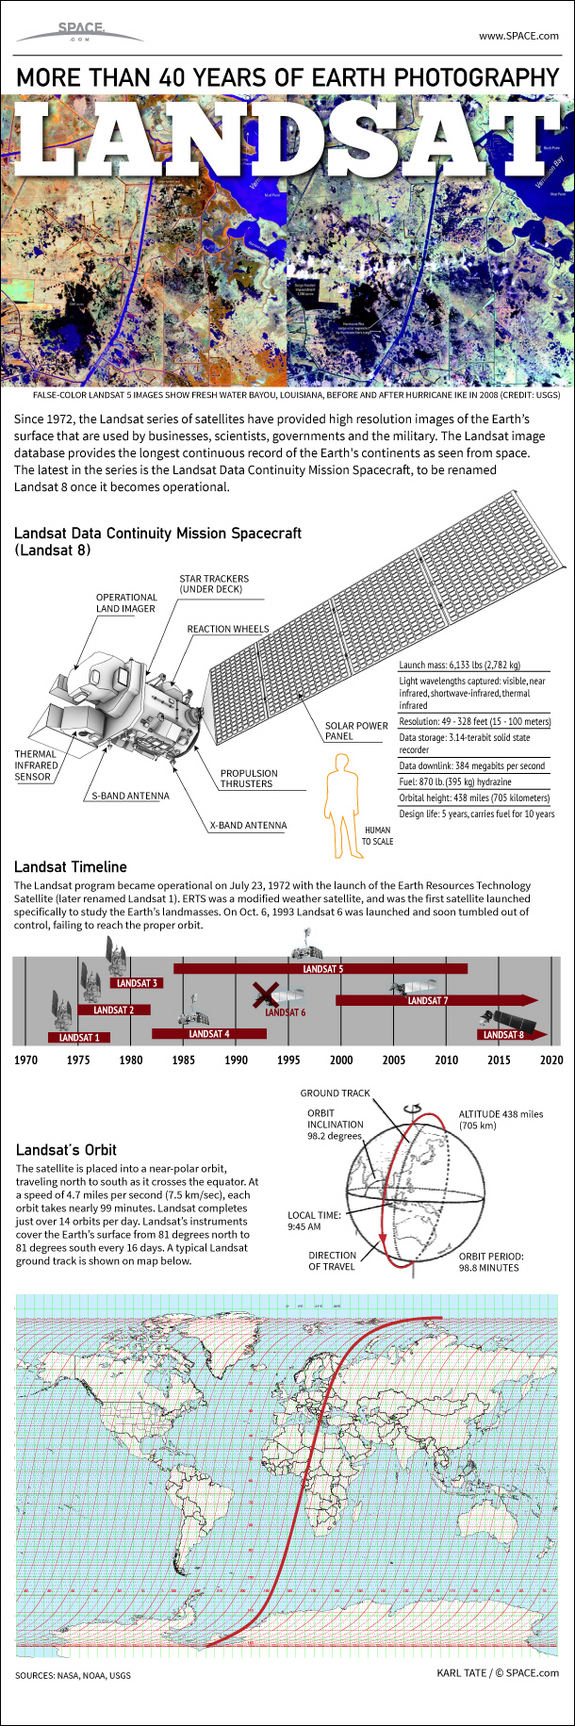 SPACE.
.COM
www.SPACE.com
MORE THAN 40 YEARS OF EARTH PHOTOGRAPHY
LANDSAT
Vermilion Bay
FALSE-COLOR LANDSAT 5 IMAGES SHOW FRESH WATER BAYOU, LOUISIANA, BEFORE AND AFTER HURRICANE IKE IN 2008 (CREDIT: USGS)
Since 1972, the Landsat series of satellites have provided high resolution images of the Earth's
surface that are used by businesses, scientists, governments and the military. The Landsat image
database provides the longest continuous record of the Earth's continents as seen from space.
The latest in the series is the Landsat Data Continuity Mission Spacecraft, to be renamed
Landsat 8 once it becomes operational.
Landsat Data Continuity Mission Spacecraft
(Landsat 8)
STAR TRACKERS
(UNDER DECK)
OPERATIONAL
LAND IMAGER
REACTION WHEELS
SOLAR POWER
PANEL
THERMAL
INFRARED
SENSOR
PROPULSION
THRUSTERS
S-BAND ANTENNA
X-BAND ANTENNA
HUMAN
TO SCALE
Launch mass: 6,133 lbs (2,782 kg)
Light wavelengths captured: visible, near
infrared, shortwave-infrared, thermal
infrared
Resolution: 49 - 328 feet (15 - 100 meters)
Data storage: 3.14-terabit solid state
recorder
Data downlink: 384 megabits per second
Fuel: 870 lb. (395 kg) hydrazine
Orbital height: 438 miles (705 kilometers)
Design life: 5 years, carries fuel for 10 years
Landsat Timeline
The Landsat program became operational on July 23, 1972 with the launch of the Earth Resources Technology
Satellite (later renamed Landsat 1). ERTS was a modified weather satellite, and was the first satellite launched
specifically to study the Earth's landmasses. On Oct. 6, 1993 Landsat 6 was launched and soon tumbled out of
control, failing to reach the proper orbit.
LANDSAT 5
LANDSAT 3
LANDSAT 7
LANDSAT 2
LANDSAT 6
LANDSAT 4
LANDSAT 8
LANDSAT 1
1970 1975 1980 1985 1990 1995 2000 2005 2010 2015 2020
GROUND TRACK
ORBIT
INCLINATION
98.2 degrees
ALTITUDE 438 miles
(705 km)
LOCAL TIME:
9:45 AM
DIRECTION
OF TRAVEL
ORBIT PERIOD:
98.8 MINUTES
Landsat's Orbit
The satellite is placed into a near-polar orbit,
traveling north to south as it crosses the equator. At
a speed of 4.7 miles per second (7.5 km/sec), each
orbit takes nearly 99 minutes. Landsat completes
just over 14 orbits per day. Landsat's instruments
cover the Earth's surface from 81 degrees north to
81 degrees south every 16 days. A typical Landsat
ground track is shown on map below.
SOURCES: NASA, NOAA, USGS
KARL TATE / © SPACE.com